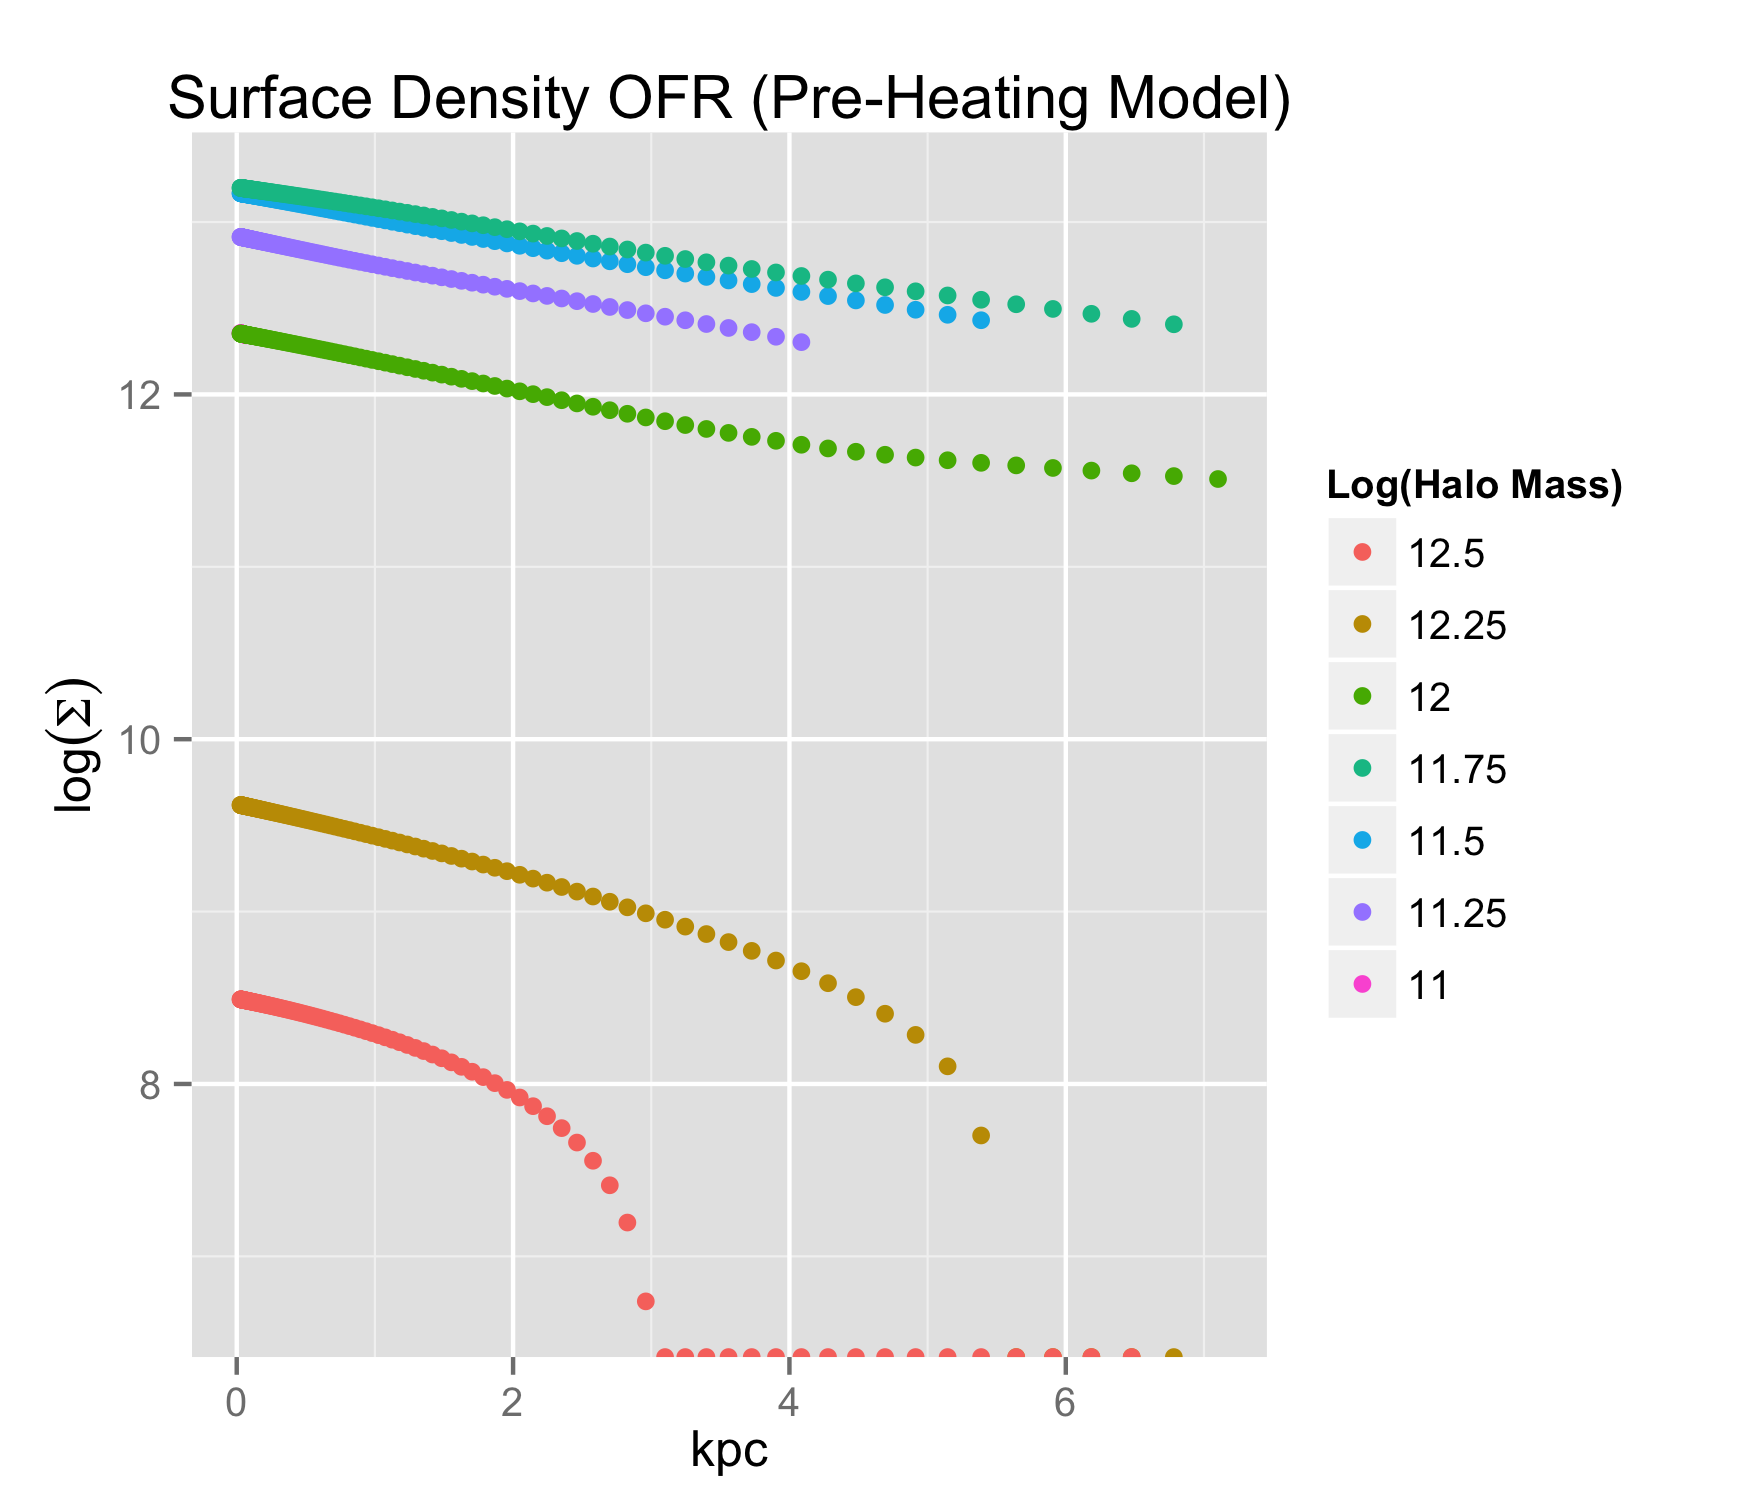 Surface Density OFR (Pre-Heating Model)
12
10
8
log(Σ)
0 2 4 6
kpc
Log(Halo Mass)
12.5
12.25
12
11.75
11.5
11.25
11